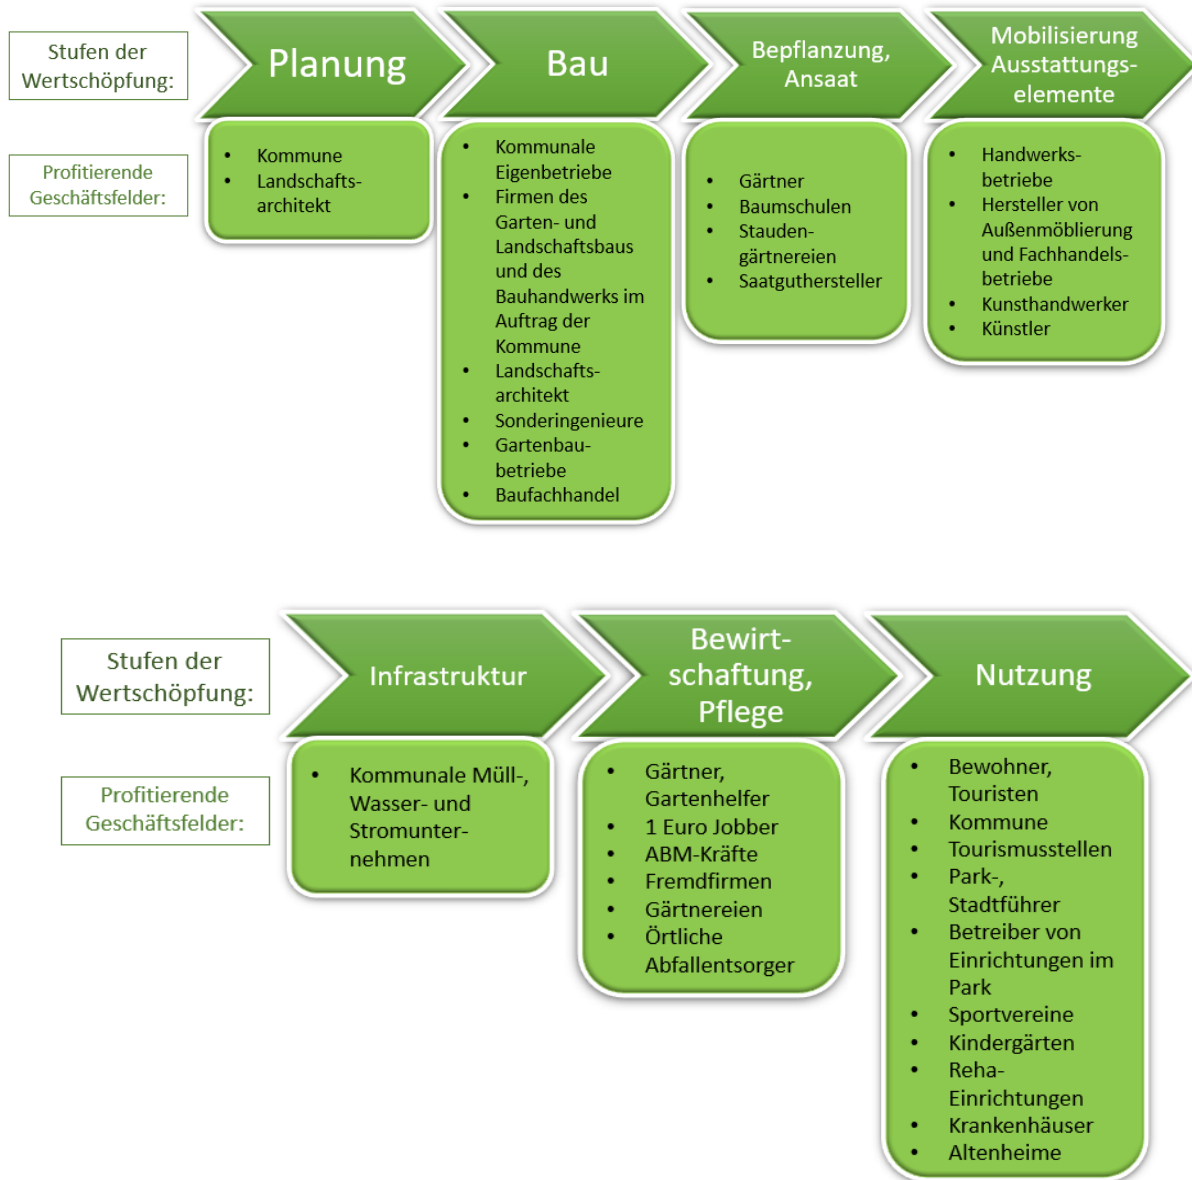 Stufen der
Wertschöpfung:
Planung
Bau
Bepflanzung,
Ansaat
Mobilisierung
Ausstattungs-
elemente
Profitierende
Geschäftsfelder:
• Kommune
• Landschafts-
architekt
• Kommunale
Eigenbetriebe
• Firmen des
Garten- und
Landschaftsbaus
und des
Bauhandwerks im
Auftrag der
Kommune
• Landschafts-
architekt
• Sonderingenieure
• Gartenbau-
betriebe
• Baufachhandel
• Gärtner
• Baumschulen
• Stauden-
gärtnereien
• Saatguthersteller
• Handwerks-
betriebe
• Hersteller von
Außenmöblierung
und Fachhandels-
betriebe
• Kunsthandwerker
• Künstler
Stufen der
Wertschöpfung:
Infrastruktur
Bewirt-
schaftung,
Pflege
Nutzung
Profitierende
Geschäftsfelder:
• Kommunale Müll-,
Wasser- und
Stromunter-
nehmen
• Gärtner,
Gartenhelfer
• 1 Euro Jobber
• ABM-Kräfte
• Fremdfirmen
• Gärtnereien
• Örtliche
Abfallentsorger
• Bewohner,
Touristen
• Kommune
• Tourismusstellen
• Park-,
Stadtführer
• Betreiber von
Einrichtungen im
Park
• Sportvereine
• Kindergärten
• Reha-
Einrichtungen
• Krankenhäuser
• Altenheime